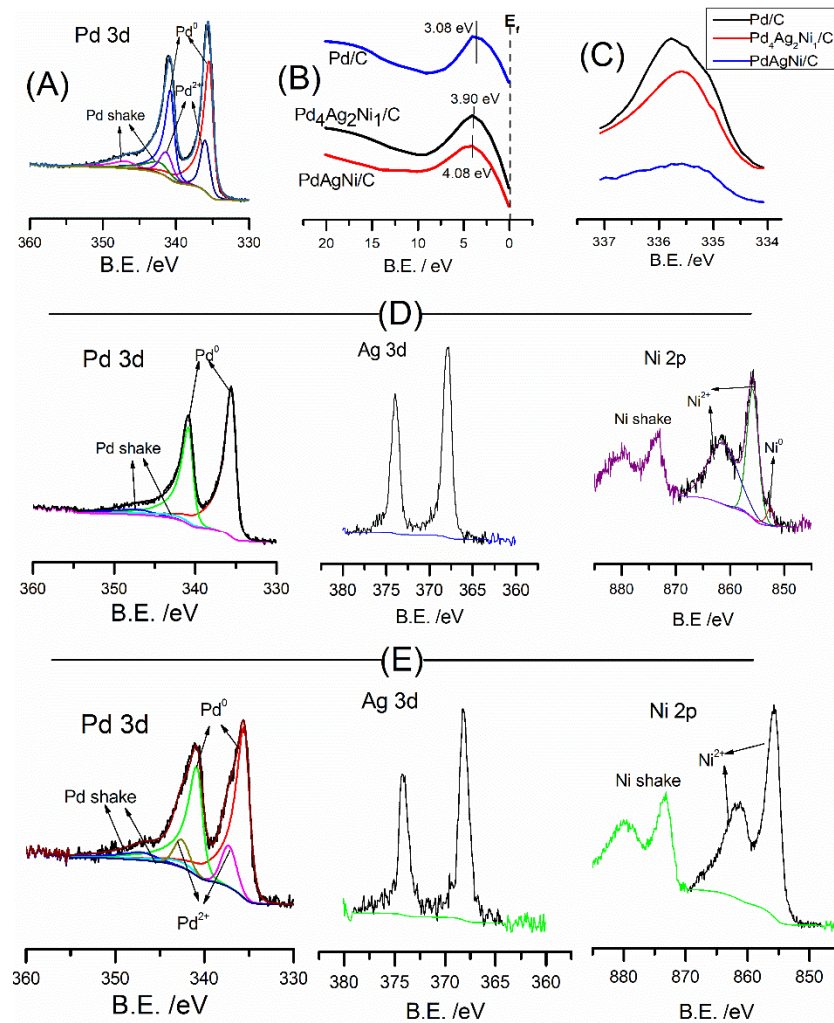 Pd 3d
(A)
Pd⁰
Pd²⁺
Pd shake
360 350 340 330
B.E. /eV
(B)
3.08 eV
E_f
Pd/C
3.90 eV
Pd₄Ag₂Ni₁/C
PdAgNi/C
4.08 eV
20 15 10 5 0
B.E. / eV
(C)
Pd/C
Pd₄Ag₂Ni₁/C
PdAgNi/C
337 336 335 334
B.E. /eV
(D)
Pd 3d
Pd⁰
Pd shake
360 350 340 330
B.E. /eV
Ag 3d
380 375 370 365 360
B.E. /eV
Ni 2p
Ni shake
Ni²⁺
Ni⁰
880 870 860 850
B.E /eV
(E)
Pd 3d
Pd⁰
Pd shake
Pd²⁺
360 350 340 330
B.E. /eV
Ag 3d
380 375 370 365 360
B.E. /eV
Ni 2p
Ni²⁺
Ni shake
880 870 860 850
B.E. /eV